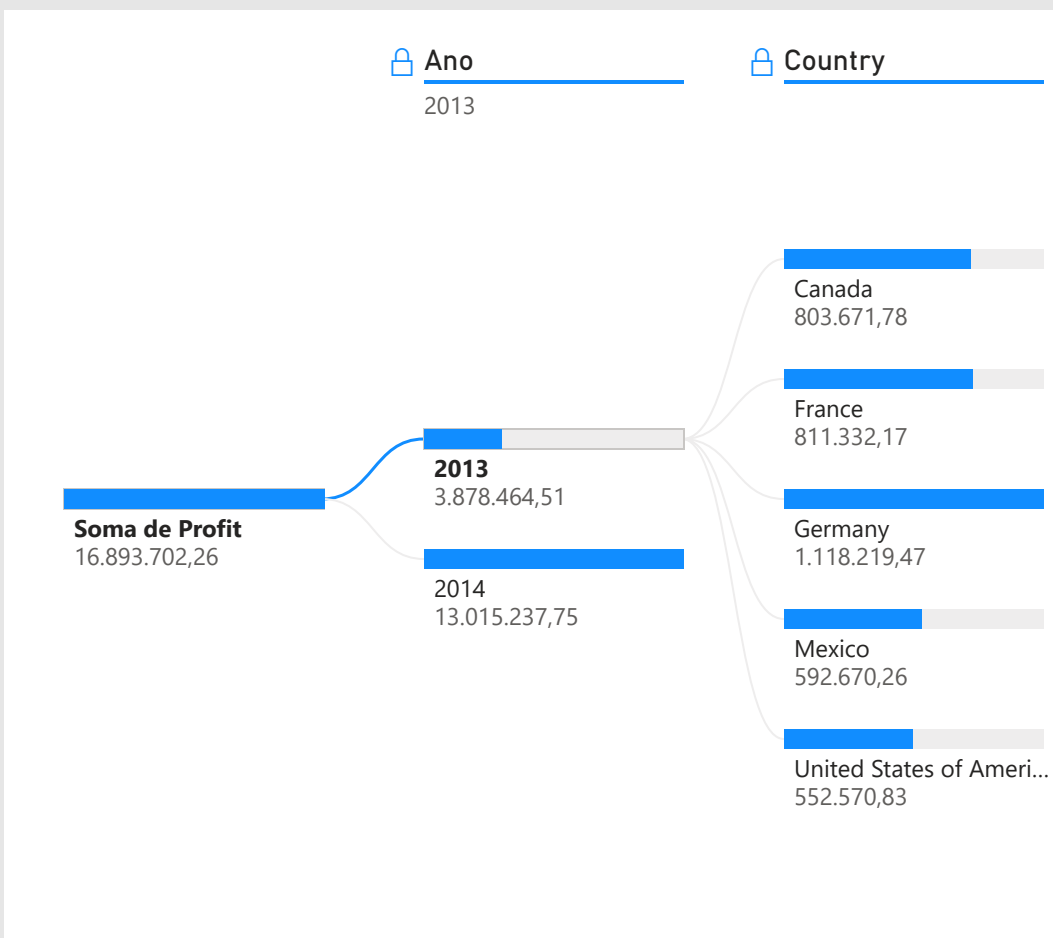 Ano
Country
2013
Canada
803.671,78
France
811.332,17
2013
3.878.464,51
Soma de Profit
16.893.702,26
Germany
1.118.219,47
2014
13.015.237,75
Mexico
592.670,26
United States of Ameri...
552.570,83